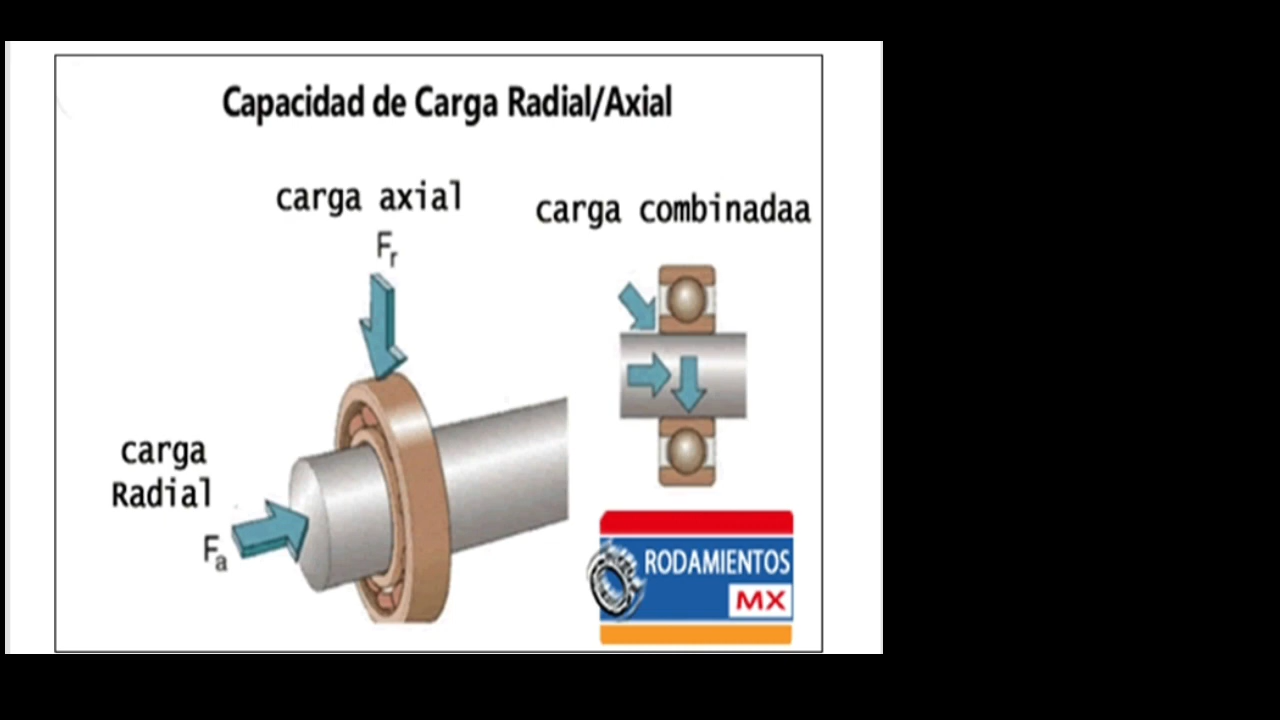 Capacidad de Carga Radial/Axial
carga axial
Fr
carga combinadaa
carga
Radial
Fa
RODAMIENTOS
MX